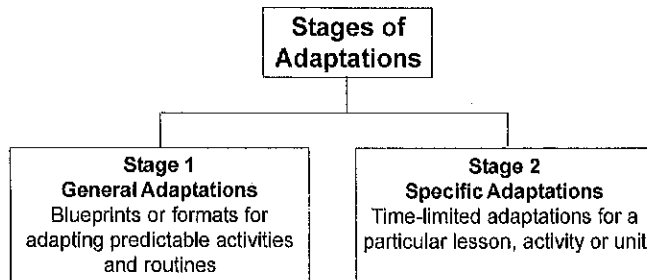 Stages of
Adaptations
Stage 1
General Adaptations
Blueprints or formats for
adapting predictable activities
and routines
Stage 2
Specific Adaptations
Time-limited adaptations for a
particular lesson, activity or unit